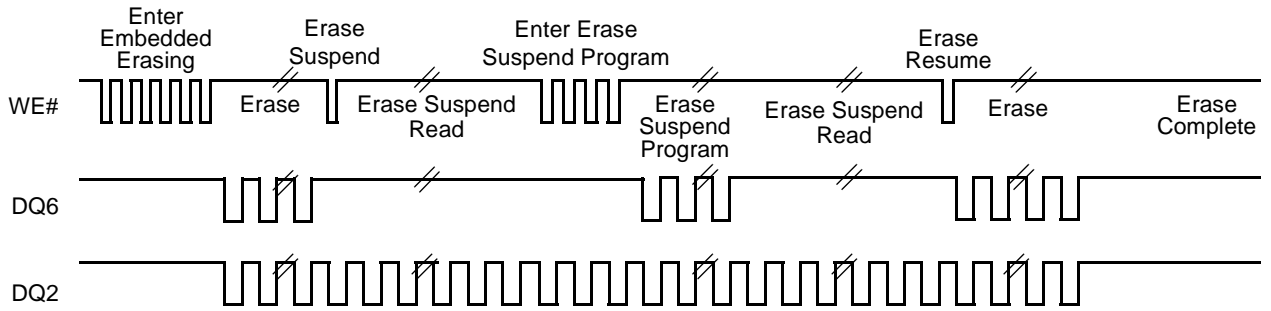 Enter
Embedded
Erasing
Erase
Suspend
Enter Erase
Suspend Program
Erase
Resume
WE#
Erase
Erase Suspend
Read
Erase
Suspend
Program
Erase Suspend
Read
Erase
Erase
Complete
DQ6
DQ2